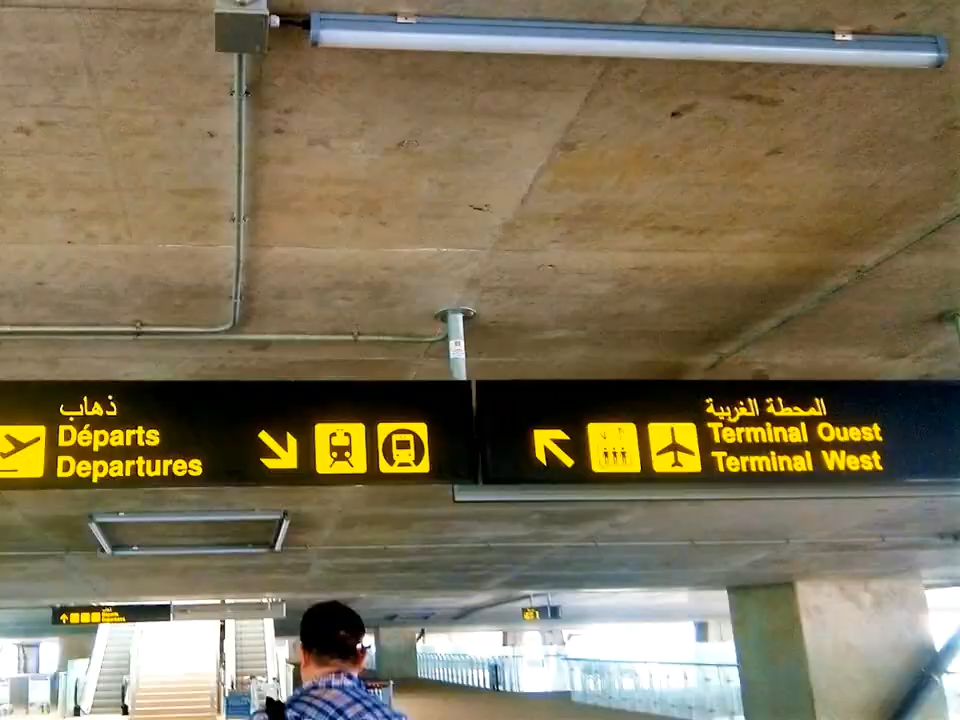 ذهاب
Départs
Departures
المحطة الغربية
Terminal Ouest
Terminal West